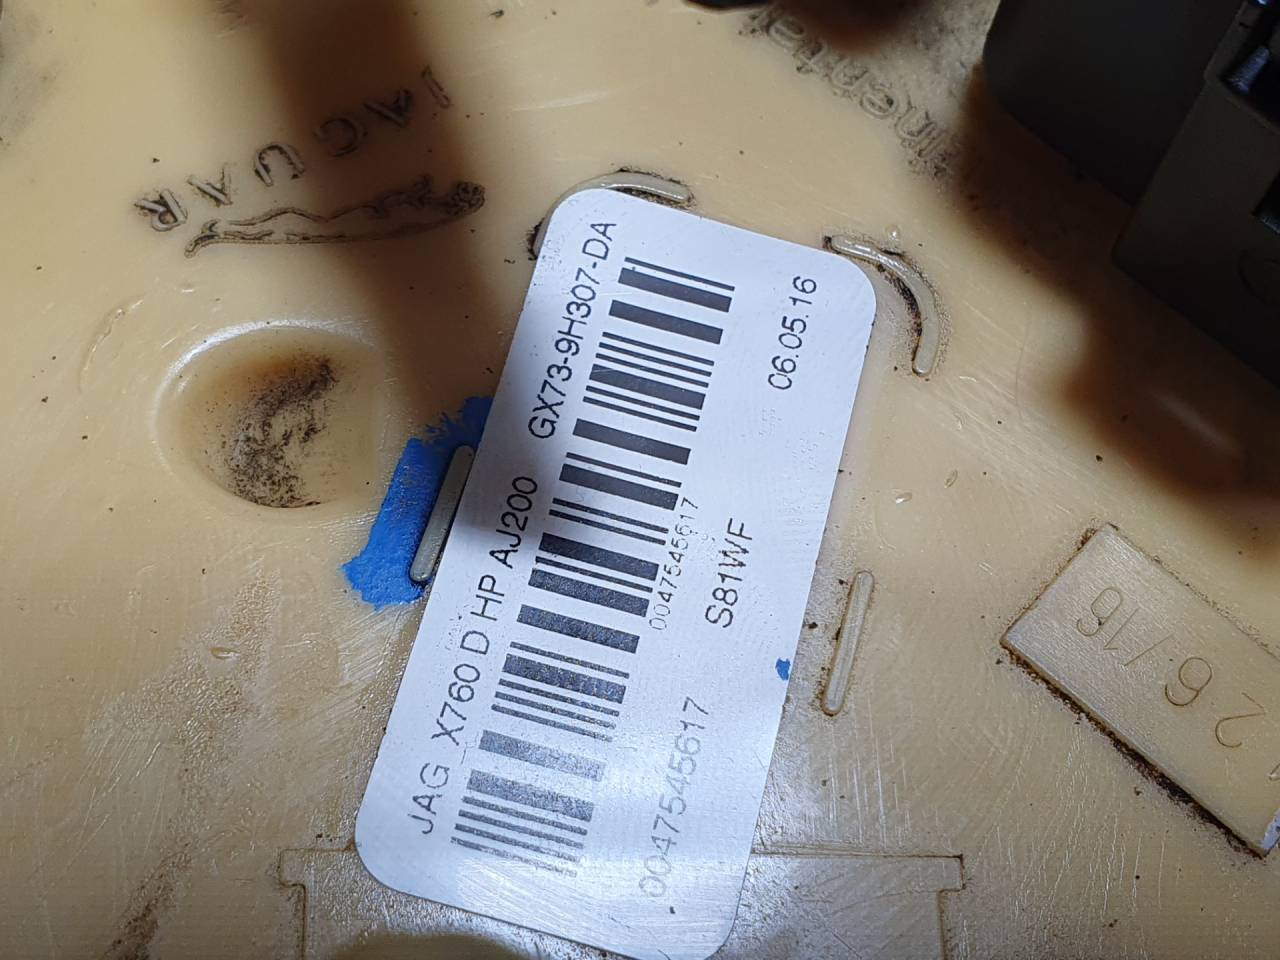 JAGUAR
JAG X760 D HP AJ200 GX73-9H307-DA
0047545617
S81WF 06.05.16
0047545617
26/16